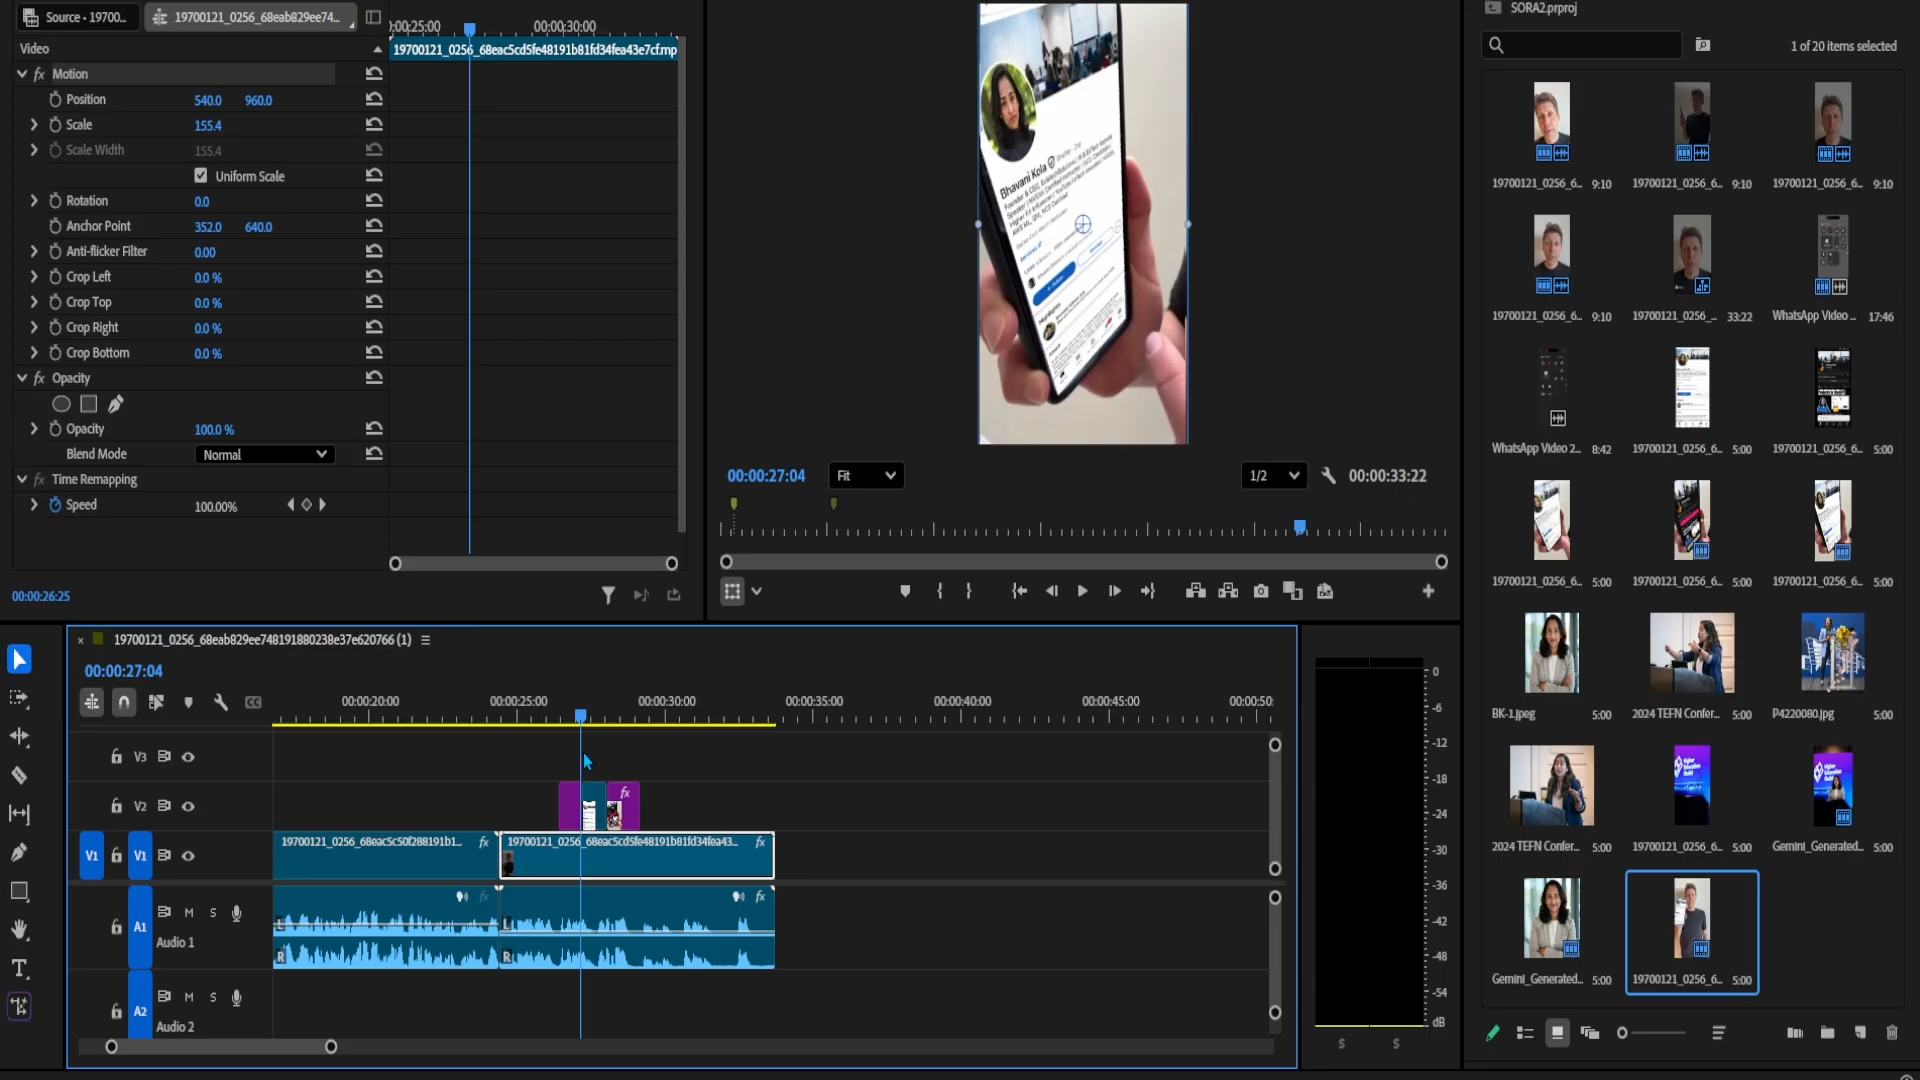 Source • 19700...
19700121_0256_68eab829ee74...
:00:25:00
00:00:30:00
SORA2.prproj
1 of 20 items selected
Video
19700121_0256_68eac5cd5fe48191b81fd34fea43e7cf.mp
Motion
Position 540.0 960.0
Scale 155.4
Scale Width 155.4
Uniform Scale
Rotation 0.0
Anchor Point 352.0 640.0
Anti-flicker Filter 0.00
Crop Left 0.0 %
Crop Top 0.0 %
Crop Right 0.0 %
Crop Bottom 0.0 %
Opacity
Opacity 100.0 %
Blend Mode Normal
Time Remapping
Speed 100.00%
00:00:26:25
Bhavani Kola
Highlights
00:00:27:04
Fit
1/2
00:00:33:22
19700121_0256_6... 9:10
19700121_0256_6... 9:10
19700121_0256_6... 9:10
19700121_0256_6... 9:10
19700121_0256_... 33:22
WhatsApp Video ... 17:46
WhatsApp Video 2... 8:42
19700121_0256_6... 5:00
19700121_0256_6... 5:00
19700121_0256_6... 5:00
19700121_0256_6... 5:00
19700121_0256_6... 5:00
BK-1.jpeg 5:00
2024 TEFN Confer... 5:00
P4220080.jpg 5:00
2024 TEFN Confer... 5:00
19700121_0256_6... 5:00
Gemini_Generated... 5:00
Gemini_Generated... 5:00
19700121_0256_6... 5:00
19700121_0256_68eab829ee748191880238e37e620766 (1)
00:00:27:04
00:00:20:00
00:00:25:00
00:00:30:00
00:00:35:00
00:00:40:00
00:00:45:00
00:00:50:
V3
V2
fx
V1 V1
19700121_0256_68eac5c50f288191b1... fx
19700121_0256_68eac5cd5fe48191b81fd34fea43... fx
A1 M S
Audio 1
L
R
fx
L
R
fx
A2 M S
Audio 2
0
-6
-12
-18
-24
-30
-36
-42
-48
-54
dB
S S